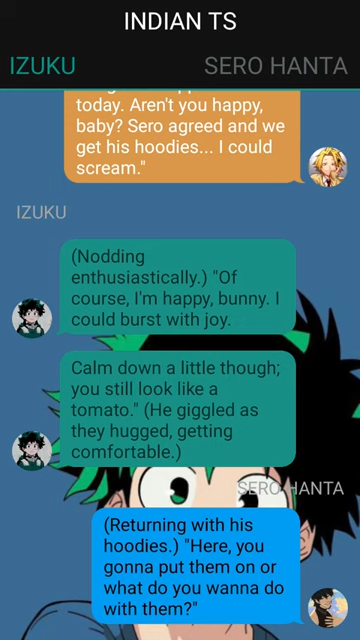 INDIAN TS
IZUKU
SERO HANTA
today. Aren't you happy,
baby? Sero agreed and we
get his hoodies... I could
scream."
IZUKU
(Nodding
enthusiastically.) "Of
course, I'm happy, bunny. I
could burst with joy.
Calm down a little though;
you still look like a
tomato." (He giggled as
they hugged, getting
comfortable.)
SERO HANTA
(Returning with his
hoodies.) "Here, you
gonna put them on or
what do you wanna do
with them?"